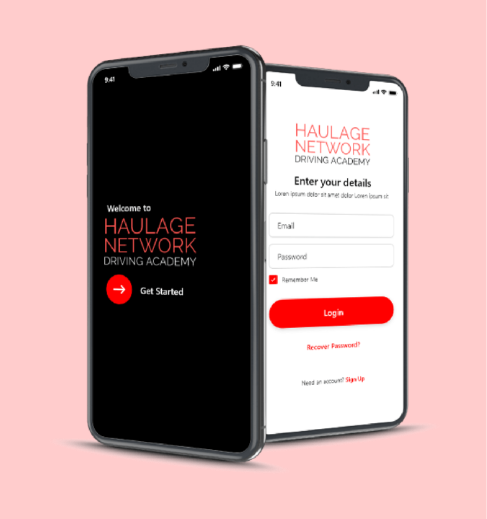 9:41
Welcome to
HAULAGE
NETWORK
DRIVING ACADEMY
Get Started
9:41
HAULAGE
NETWORK
DRIVING ACADEMY
Enter your details
Lorem ipsum dolor sit amet dolor Lorem ipsum sit
Email
Password
Remember Me
Login
Recover Password?
Need an account? Sign Up